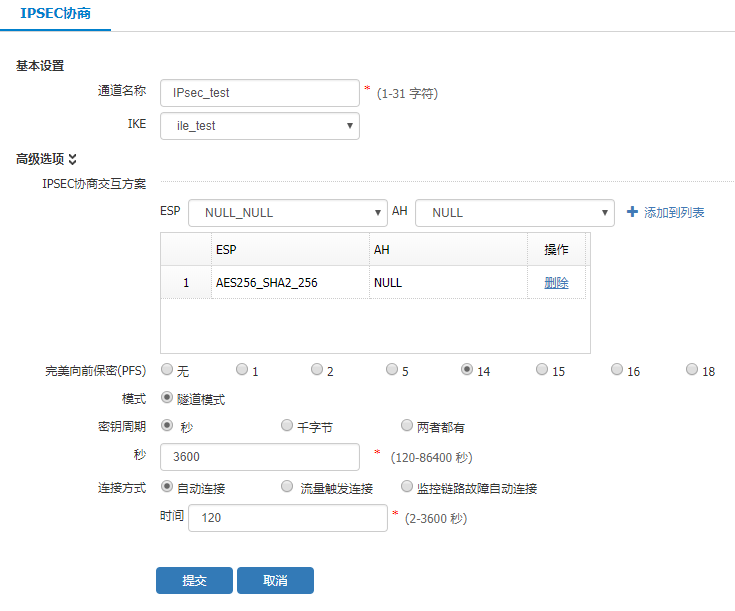 IPSEC协商
基本设置
通道名称 IPsec_test * (1-31 字符)
IKE ile_test
高级选项
IPSEC协商交互方案
ESP NULL_NULL AH NULL 添加到列表
ESP AH 操作
1 AES256_SHA2_256 NULL 删除
完美向前保密(PFS) 无 1 2 5 14 15 16 18
模式 隧道模式
密钥周期 秒 千字节 两者都有
秒 3600 * (120-86400 秒)
连接方式 自动连接 流量触发连接 监控链路故障自动连接
时间 120 * (2-3600 秒)
提交 取消